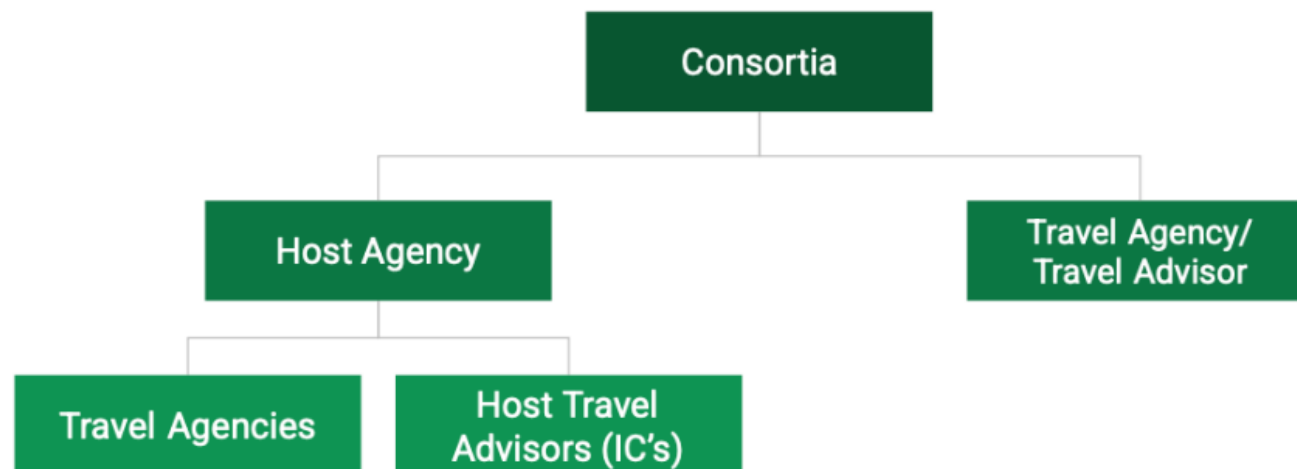 Consortia
Host Agency
Travel Agency/
Travel Advisor
Travel Agencies
Host Travel
Advisors (IC's)